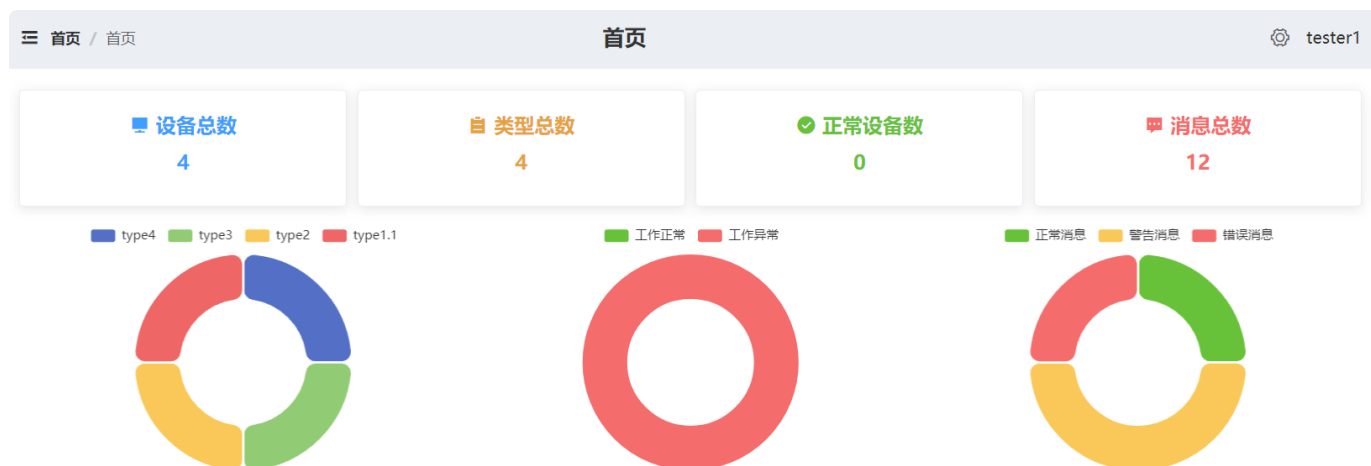 首页 / 首页
首页
tester1
设备总数
4
类型总数
4
正常设备数
0
消息总数
12
type4 type3 type2 type1.1
工作正常 工作异常
正常消息 警告消息 错误消息